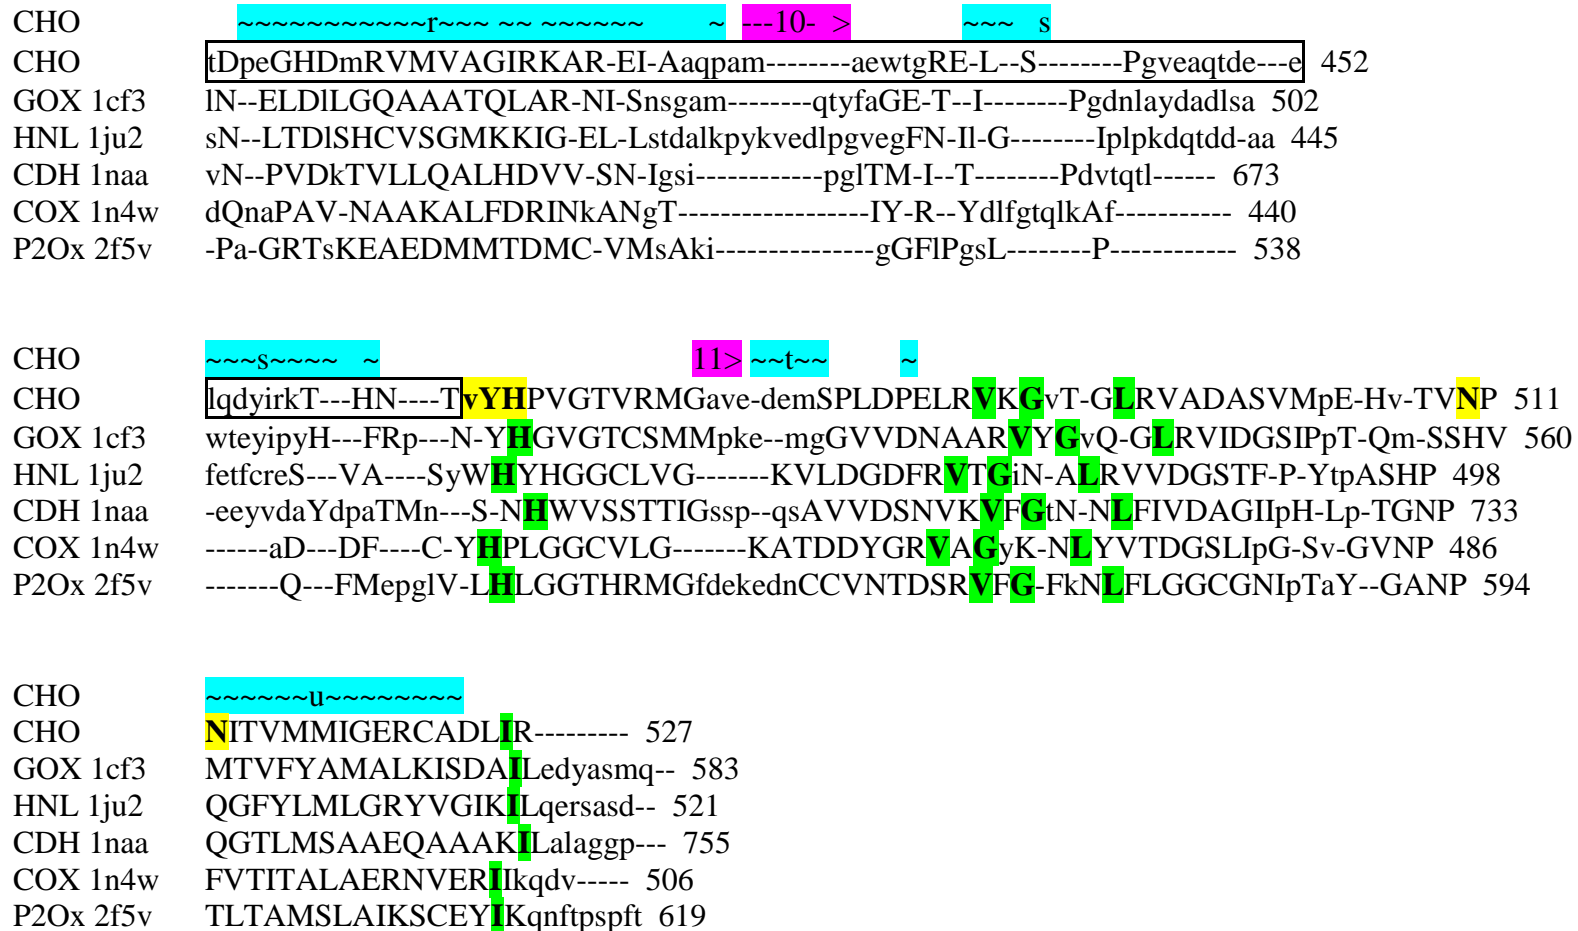 CHO ~~~~~~~~~~~r~~~ ~~ ~~~~~~ ~ ---10- > ~~~ s
CHO tDpeGHDmRVMVAGIRKAR-EI-Aaqpam--------aewtgRE-L--S--------Pgveaqtde---e 452
GOX 1cf3 lN--ELDlLGQAAATQLAR-NI-Snsgam--------qtyfaGE-T--I--------Pgdnlaydadlsa 502
HNL 1ju2 sN--LTDlSHCVSGMKKIG-EL-LstdalkpykvedlpgvegFN-Il-G--------Iplpkdqtdd-aa 445
CDH 1naa vN--PVDkTVLLQALHDVV-SN-Igsi------------pglTM-I--T--------Pdvtqtl------ 673
COX 1n4w dQnaPAV-NAAKALFDRINkANgT------------------IY-R--YdlfgtqlkAf----------- 440
P2Ox 2f5v -Pa-GRTsKEAEDMMTDMC-VMsAki---------------gGFlPgsL--------P------------ 538
CHO ~~~s~~~~ ~ 11> ~~t~~ ~
CHO lqdyirkT---HN----TvYHPVGTVRMGave-demSPLDPELRVKGvT-GLRVADASVMpE-Hv-TVNP 511
GOX 1cf3 wteyipyH---FRp---N-YHGVGTCSMMpke--mgGVVDNAARVYGvQ-GLRVIDGSIPpT-Qm-SSHV 560
HNL 1ju2 fetfcreS---VA----SyWHYHGGCLVG-------KVLDGDFRVTGiN-ALRVVDGSTF-P-YtpASHP 498
CDH 1naa -eeyvdaYdpaTMn---S-NHWVSSTTIGssp--qsAVVDSNVKVFGtN-NLFIVDAGIIpH-Lp-TGNP 733
COX 1n4w ------aD---DF----C-YHPLGGCVLG-------KATDDYGRVAGyK-NLYVTDGSLIpG-Sv-GVNP 486
P2Ox 2f5v -------Q---FMepglV-LHLGGTHRMGfdekednCCVNTDSRVFG-FkNLFLGGCGNIpTaY--GANP 594
CHO ~~~~~~u~~~~~~~~
CHO NITVMMIGERCADLIR--------- 527
GOX 1cf3 MTVFYAMALKISDAILedyasmq-- 583
HNL 1ju2 QGFYLMLGRYVGIKILqersasd-- 521
CDH 1naa QGTLMSAAEQAAAKILalaggp--- 755
COX 1n4w FVTITALAERNVERIIkqdv----- 506
P2Ox 2f5v TLTAMSLAIKSCEYIKqnftpspft 619